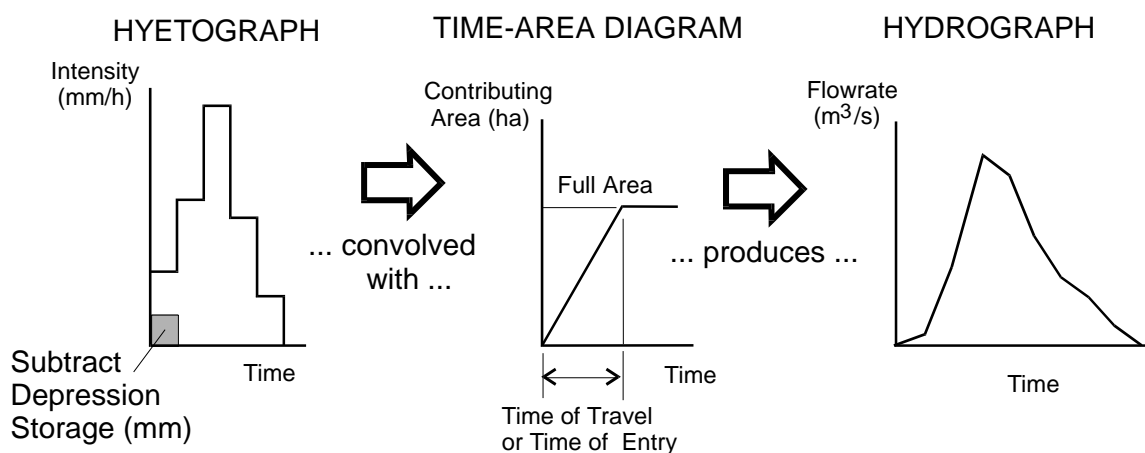 HYETOGRAPH
Intensity
(mm/h)
Subtract
Depression
Storage (mm)
Time
... convolved
with ...
TIME-AREA DIAGRAM
Contributing
Area (ha)
Full Area
Time
Time of Travel
or Time of Entry
... produces ...
HYDROGRAPH
Flowrate
(m³/s)
Time